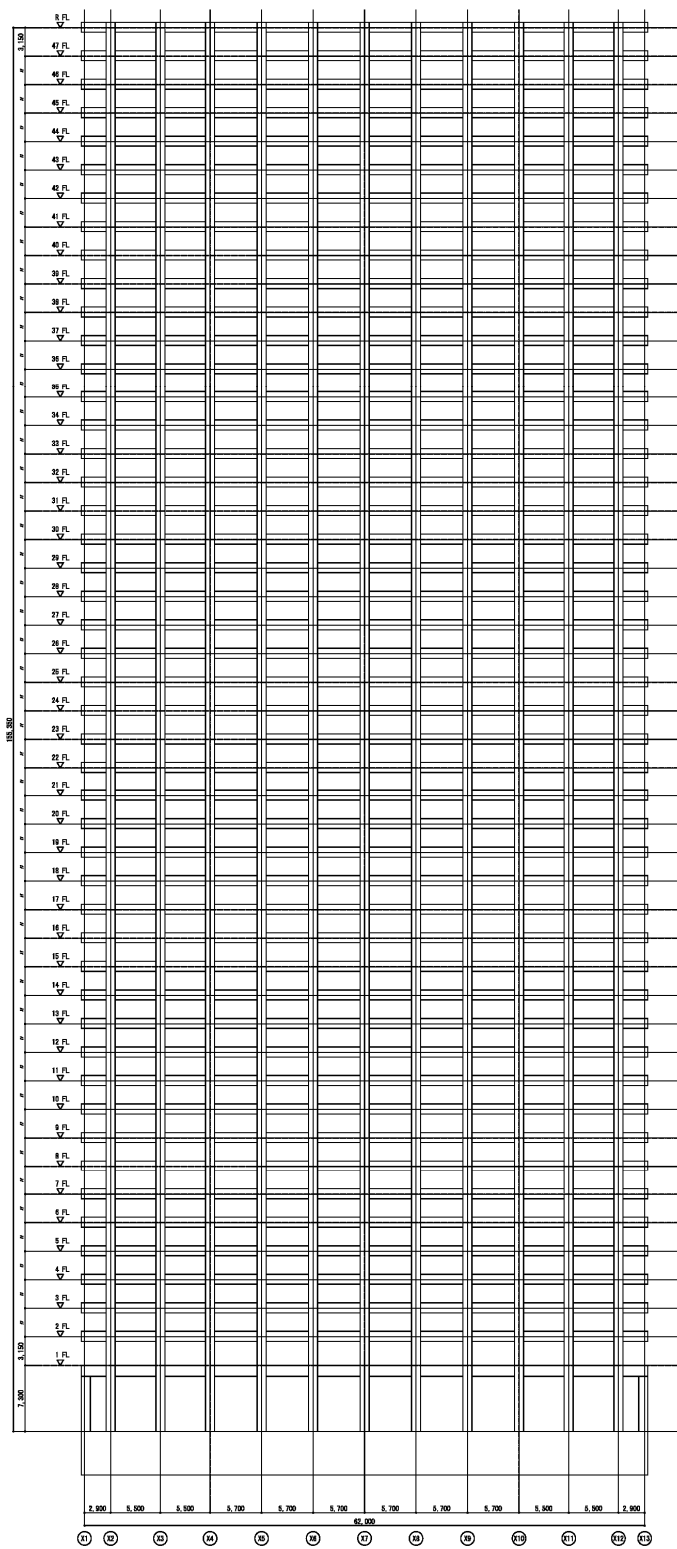 R FL
3,150
47 FL
46 FL
45 FL
44 FL
43 FL
42 FL
41 FL
40 FL
39 FL
38 FL
37 FL
36 FL
35 FL
34 FL
33 FL
32 FL
31 FL
30 FL
29 FL
28 FL
27 FL
26 FL
25 FL
24 FL
23 FL
155,350
22 FL
21 FL
20 FL
19 FL
18 FL
17 FL
16 FL
15 FL
14 FL
13 FL
12 FL
11 FL
10 FL
9 FL
8 FL
7 FL
6 FL
5 FL
4 FL
3 FL
2 FL
3,150
1 FL
7,300
2,900 5,500 5,500 5,700 5,700 5,700 5,700 5,700 5,500 5,500 2,900
62,000
X1 X2 X3 X4 X5 X6 X7 X8 X9 X10 X11 X12 X13